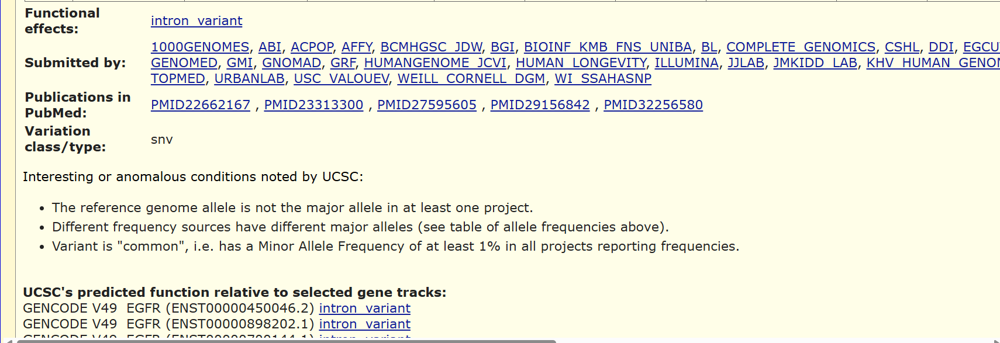 Functional
effects:
intron_variant
1000GENOMES, ABI, ACPOP, AFFY, BCMHGSC_JDW, BGI, BIOINF_KMB_FNS_UNIBA, BL, COMPLETE_GENOMICS, CSHL, DDI,
Submitted by:
GENOMED, GMI, GNOMAD, GRF, HUMANGENOME_JCVI, HUMAN_LONGEVITY, ILLUMINA, JJLAB, JMKIDD_LAB,
TOPMED, URBANLAB, USC_VALOUEV, WEILL_CORNELL_DGM, WI_SSAHASNP
Publications in
PubMed:
PMID22662167 , PMID23313300 , PMID27595605 , PMID29156842 , PMID32256580
Variation
class/type:
snv
Interesting or anomalous conditions noted by UCSC:
• The reference genome allele is not the major allele in at least one project.
• Different frequency sources have different major alleles (see table of allele frequencies above).
• Variant is "common", i.e. has a Minor Allele Frequency of at least 1% in all projects reporting frequencies.
UCSC's predicted function relative to selected gene tracks:
GENCODE V49 EGFR (ENST00000450046.2) intron_variant
GENCODE V49 EGFR (ENST00000898202.1) intron_variant